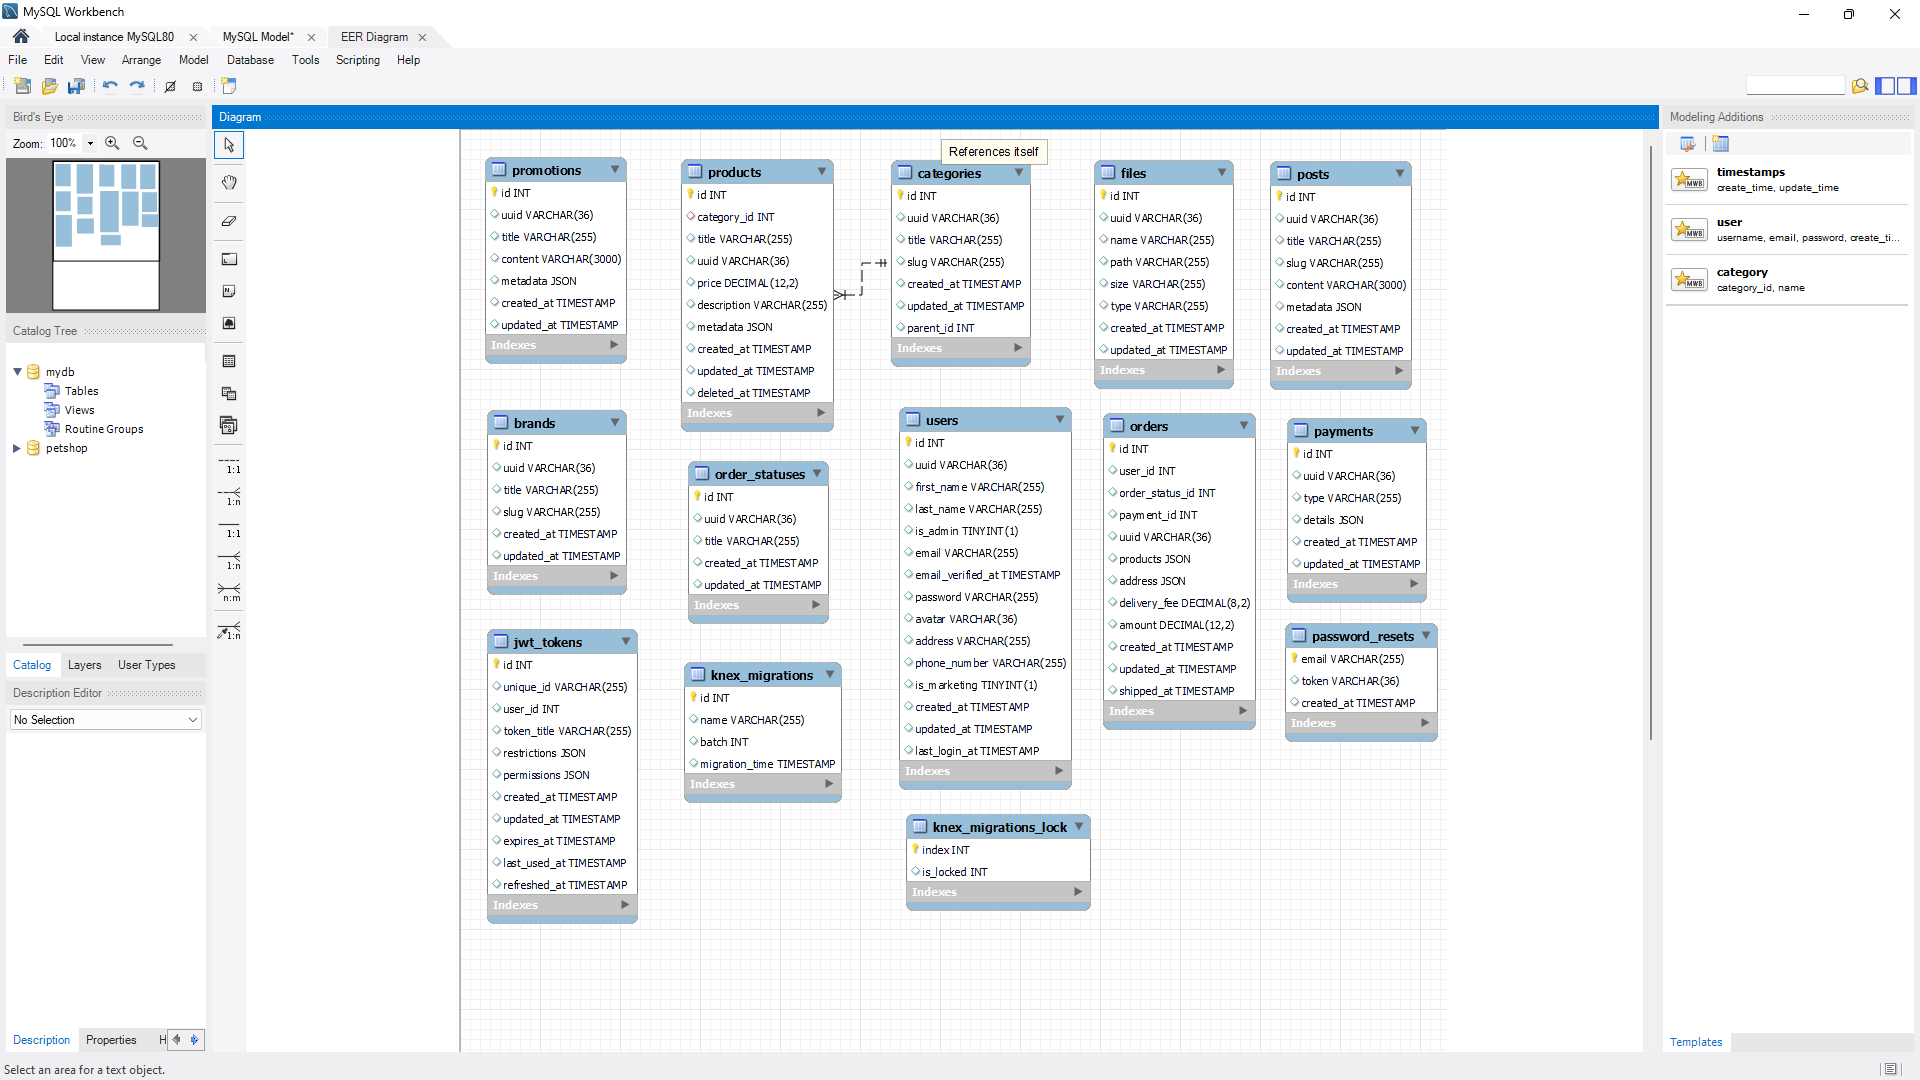 MySQL Workbench
Local instance MySQL80
MySQL Model*
EER Diagram
File Edit View Arrange Model Database Tools Scripting Help
Bird's Eye
Zoom: 100%
Catalog Tree
mydb
Tables
Views
Routine Groups
petshop
Catalog Layers User Types
Description Editor
No Selection
Description Properties H
Select an area for a text object.
Diagram
1:1
1:n
1:1
1:n
n:m
1:n
References itself
promotions
id INT
uuid VARCHAR(36)
title VARCHAR(255)
content VARCHAR(3000)
metadata JSON
created_at TIMESTAMP
updated_at TIMESTAMP
Indexes
products
id INT
category_id INT
title VARCHAR(255)
uuid VARCHAR(36)
price DECIMAL(12,2)
description VARCHAR(255)
metadata JSON
created_at TIMESTAMP
updated_at TIMESTAMP
deleted_at TIMESTAMP
Indexes
categories
id INT
uuid VARCHAR(36)
title VARCHAR(255)
slug VARCHAR(255)
created_at TIMESTAMP
updated_at TIMESTAMP
parent_id INT
Indexes
files
id INT
uuid VARCHAR(36)
name VARCHAR(255)
path VARCHAR(255)
size VARCHAR(255)
type VARCHAR(255)
created_at TIMESTAMP
updated_at TIMESTAMP
Indexes
posts
id INT
uuid VARCHAR(36)
title VARCHAR(255)
slug VARCHAR(255)
content VARCHAR(3000)
metadata JSON
created_at TIMESTAMP
updated_at TIMESTAMP
Indexes
brands
id INT
uuid VARCHAR(36)
title VARCHAR(255)
slug VARCHAR(255)
created_at TIMESTAMP
updated_at TIMESTAMP
Indexes
order_statuses
id INT
uuid VARCHAR(36)
title VARCHAR(255)
created_at TIMESTAMP
updated_at TIMESTAMP
Indexes
users
id INT
uuid VARCHAR(36)
first_name VARCHAR(255)
last_name VARCHAR(255)
is_admin TINYINT(1)
email VARCHAR(255)
email_verified_at TIMESTAMP
password VARCHAR(255)
avatar VARCHAR(36)
address VARCHAR(255)
phone_number VARCHAR(255)
is_marketing TINYINT(1)
created_at TIMESTAMP
updated_at TIMESTAMP
last_login_at TIMESTAMP
Indexes
orders
id INT
user_id INT
order_status_id INT
payment_id INT
uuid VARCHAR(36)
products JSON
address JSON
delivery_fee DECIMAL(8,2)
amount DECIMAL(12,2)
created_at TIMESTAMP
updated_at TIMESTAMP
shipped_at TIMESTAMP
Indexes
payments
id INT
uuid VARCHAR(36)
type VARCHAR(255)
details JSON
created_at TIMESTAMP
updated_at TIMESTAMP
Indexes
jwt_tokens
id INT
unique_id VARCHAR(255)
user_id INT
token_title VARCHAR(255)
restrictions JSON
permissions JSON
created_at TIMESTAMP
updated_at TIMESTAMP
expires_at TIMESTAMP
last_used_at TIMESTAMP
refreshed_at TIMESTAMP
Indexes
knex_migrations
id INT
name VARCHAR(255)
batch INT
migration_time TIMESTAMP
Indexes
password_resets
email VARCHAR(255)
token VARCHAR(36)
created_at TIMESTAMP
Indexes
knex_migrations_lock
index INT
is_locked INT
Indexes
Modeling Additions
MWB
timestamps
create_time, update_time
MWB
user
username, email, password, create_ti...
MWB
category
category_id, name
Templates